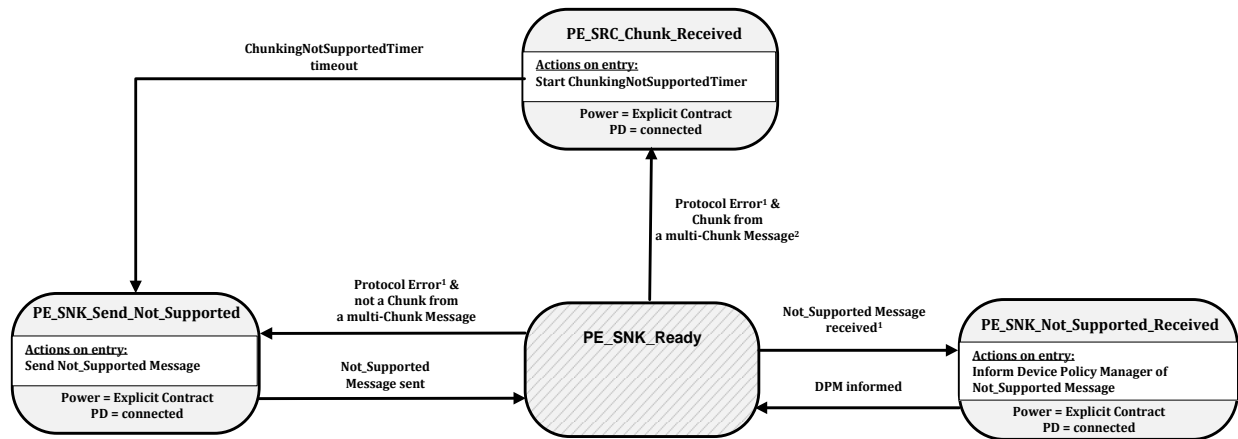 PE_SRC_Chunk_Received
Actions on entry:
Start ChunkingNotSupportedTimer
Power = Explicit Contract
PD = connected
ChunkingNotSupportedTimer
timeout
Protocol Error¹ &
Chunk from
a multi-Chunk Message²
PE_SNK_Send_Not_Supported
Actions on entry:
Send Not_Supported Message
Power = Explicit Contract
PD = connected
Protocol Error¹ &
not a Chunk from
a multi-Chunk Message
Not_Supported
Message sent
PE_SNK_Ready
Not_Supported Message
received¹
DPM informed
PE_SNK_Not_Supported_Received
Actions on entry:
Inform Device Policy Manager of
Not_Supported Message
Power = Explicit Contract
PD = connected